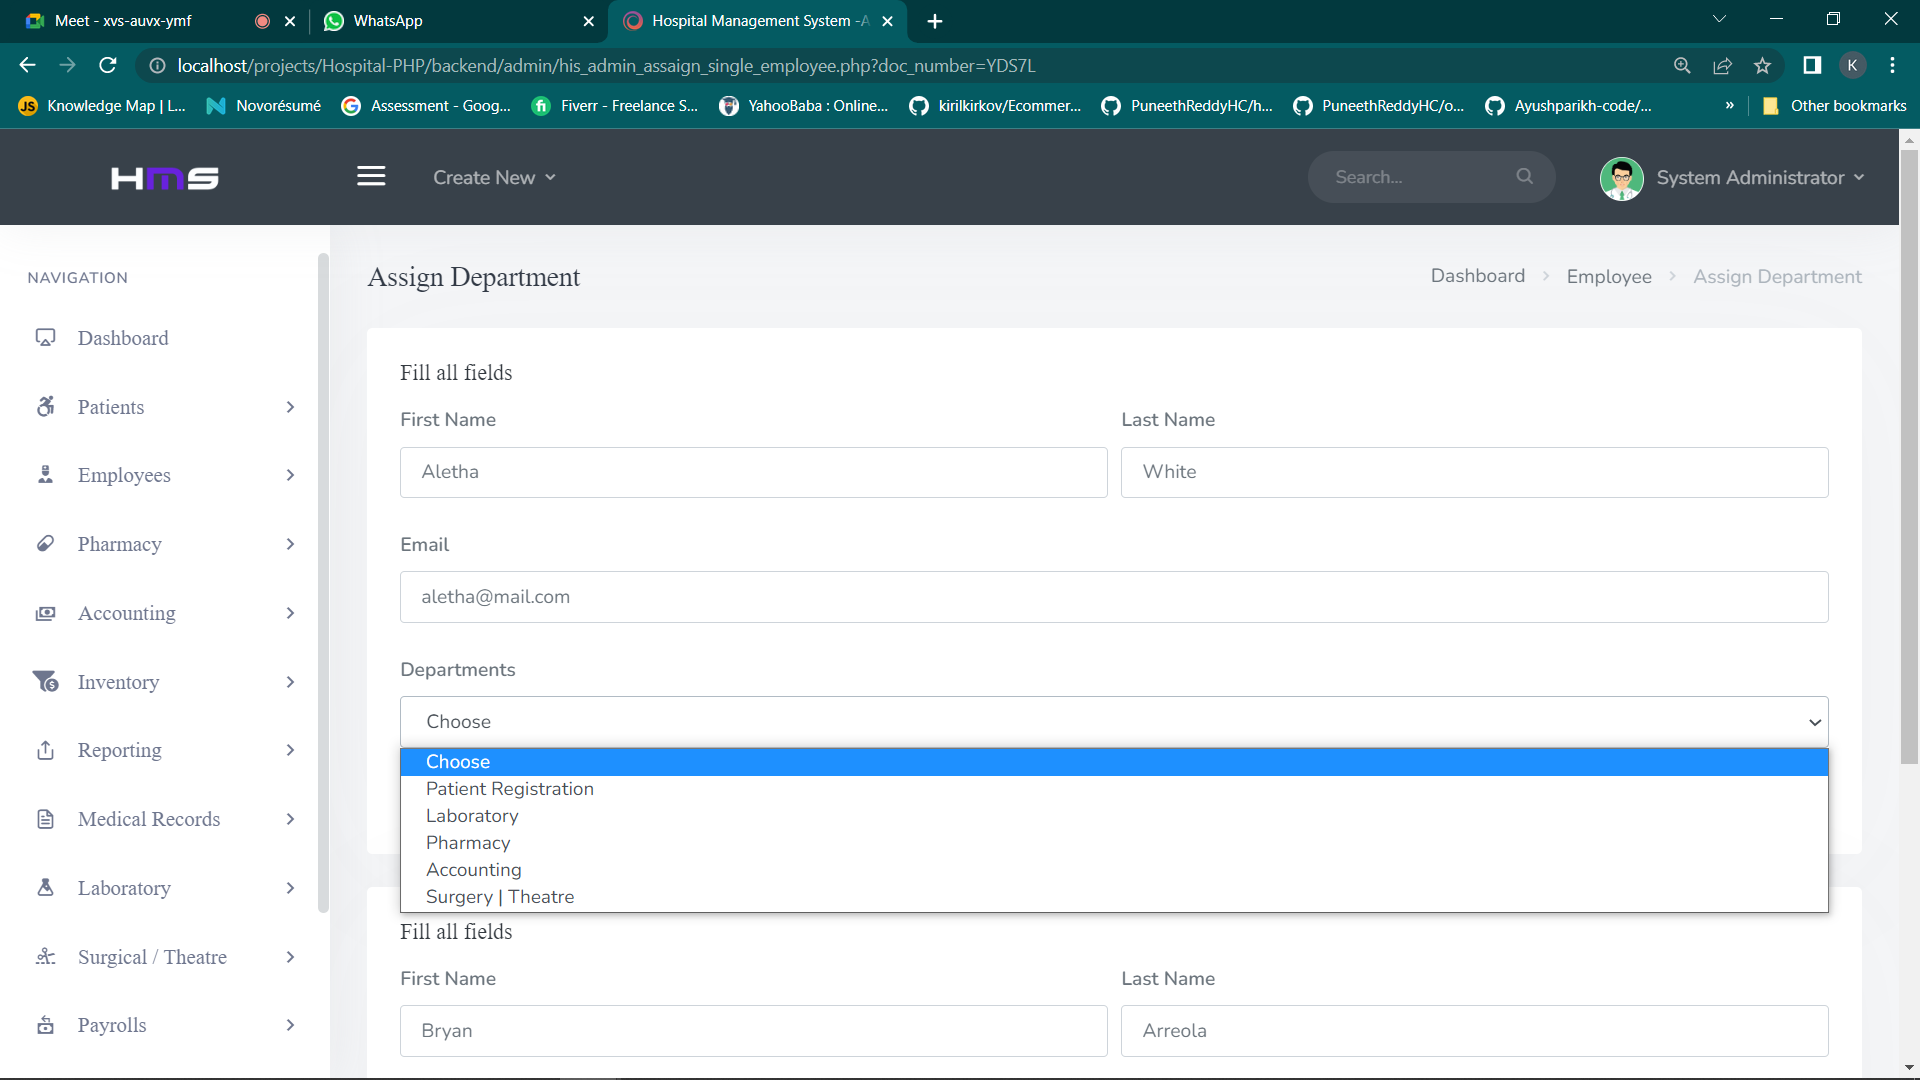 Meet - xvs-auvx-ymf
WhatsApp
Hospital Management System -A
localhost/projects/Hospital-PHP/backend/admin/his_admin_assaign_single_employee.php?doc_number=YDS7L
K
JS Knowledge Map | L...
Novorésumé
Assessment - Goog...
Fiverr - Freelance S...
YahooBaba : Online...
kirilkirkov/Ecommer...
PuneethReddyHC/h...
PuneethReddyHC/o...
Ayushparikh-code/...
»
Other bookmarks
HMS
Create New
Search...
System Administrator
NAVIGATION
Dashboard
Patients
Employees
Pharmacy
Accounting
Inventory
Reporting
Medical Records
Laboratory
Surgical / Theatre
Payrolls
Assign Department
Dashboard > Employee > Assign Department
Fill all fields
First Name
Last Name
Aletha
White
Email
aletha@mail.com
Departments
Choose
Choose
Patient Registration
Laboratory
Pharmacy
Accounting
Surgery | Theatre
Fill all fields
First Name
Last Name
Bryan
Arreola